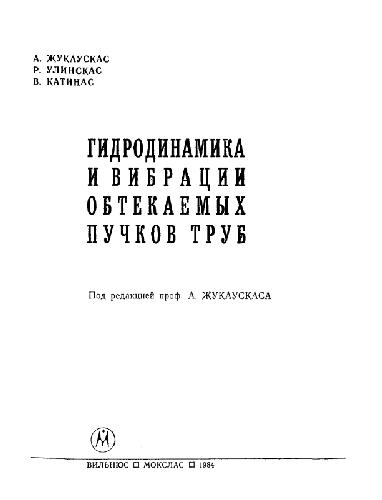 А. ЖУКАУСКАС
Р. УЛИНСКАС
В. КАТИНАС
ГИДРОДИНАМИКА
И ВИБРАЦИИ
ОБТЕКАЕМЫХ
ПУЧКОВ ТРУБ
Под редакцией проф. А. ЖУКАУСКАСА
ВИЛЬНЮС □ МОКСЛАС □ 1984